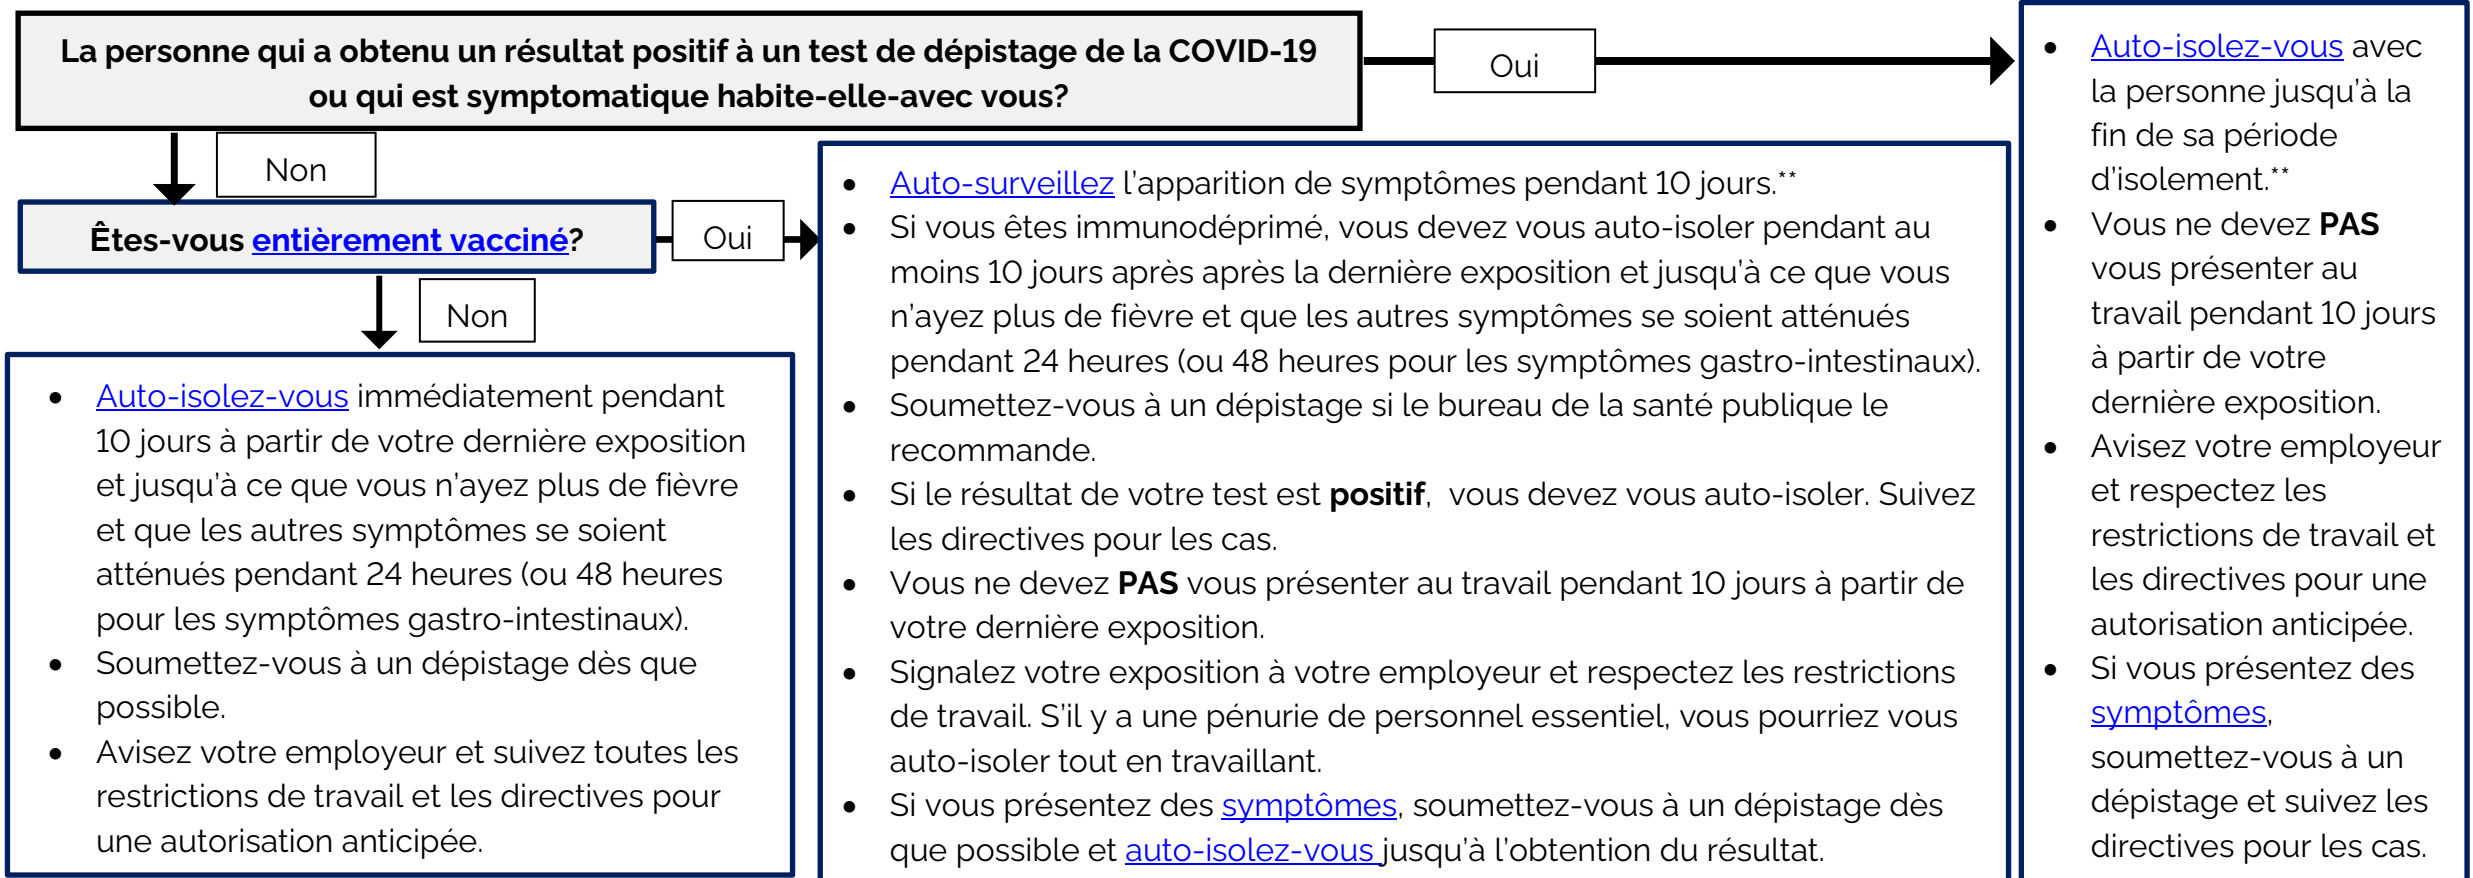 La personne qui a obtenu un résultat positif à un test de dépistage de la COVID-19
ou qui est symptomatique habite-elle-avec vous?
Oui
Non
Êtes-vous entièrement vacciné?
Oui
Non
• Auto-isolez-vous immédiatement pendant
10 jours à partir de votre dernière exposition
et jusqu'à ce que vous n'ayez plus de fièvre
et que les autres symptômes se soient
atténués pendant 24 heures (ou 48 heures
pour les symptômes gastro-intestinaux).
• Soumettez-vous à un dépistage dès que
possible.
• Avisez votre employeur et suivez toutes les
restrictions de travail et les directives pour
une autorisation anticipée.
• Auto-surveillez l'apparition de symptômes pendant 10 jours.**
• Si vous êtes immunodéprimé, vous devez vous auto-isoler pendant au
moins 10 jours après après la dernière exposition et jusqu'à ce que vous
n'ayez plus de fièvre et que les autres symptômes se soient atténués
pendant 24 heures (ou 48 heures pour les symptômes gastro-intestinaux).
• Soumettez-vous à un dépistage si le bureau de la santé publique le
recommande.
• Si le résultat de votre test est positif,  vous devez vous auto-isoler. Suivez
les directives pour les cas.
• Vous ne devez PAS vous présenter au travail pendant 10 jours à partir de
votre dernière exposition.
• Signalez votre exposition à votre employeur et respectez les restrictions
de travail. S'il y a une pénurie de personnel essentiel, vous pourriez vous
auto-isoler tout en travaillant.
• Si vous présentez des symptômes, soumettez-vous à un dépistage dès
que possible et auto-isolez-vous jusqu'à l'obtention du résultat.
• Auto-isolez-vous avec
la personne jusqu'à la
fin de sa période
d'isolement.**
• Vous ne devez PAS
vous présenter au
travail pendant 10 jours
à partir de votre
dernière exposition.
• Avisez votre employeur
et respectez les
restrictions de travail et
les directives pour une
autorisation anticipée.
• Si vous présentez des
symptômes,
soumettez-vous à un
dépistage et suivez les
directives pour les cas.